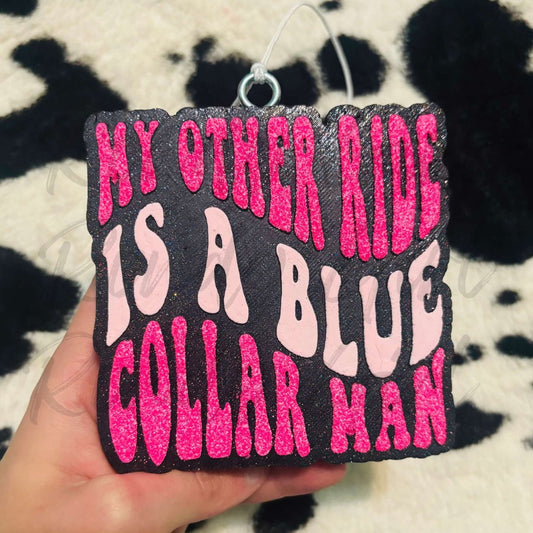 MY OTHER RIDE
IS A BLUE
COLLAR MAN